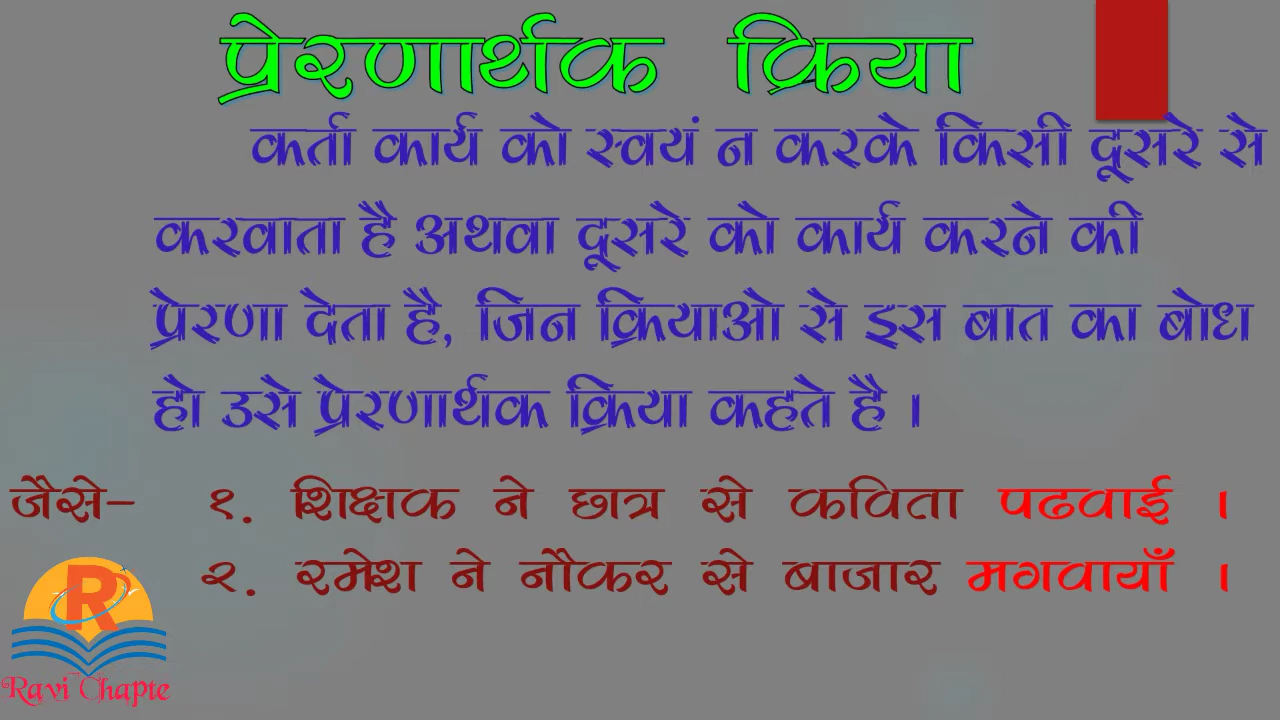 प्रेरणार्थक क्रिया
कर्ता कार्य को स्वयं न करके किसी दूसरे से
करवाता है अथवा दूसरे को कार्य करने की
प्रेरणा देता है, जिन क्रियाओ से इस बात का बोध
हो उसे प्रेरणार्थक क्रिया कहते है ।
जैसे- १. शिक्षक ने छात्र से कविता पढवाई ।
२. रमेश ने नौकर से बाजार मगवायाँ ।
R
Ravi Chapte